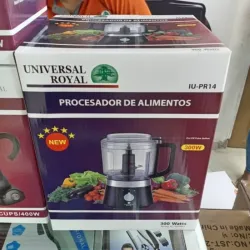 UNIVERSAL
ROYAL
IU-PR14
PROCESADOR DE ALIMENTOS
NEW
300W
CUPS/400W